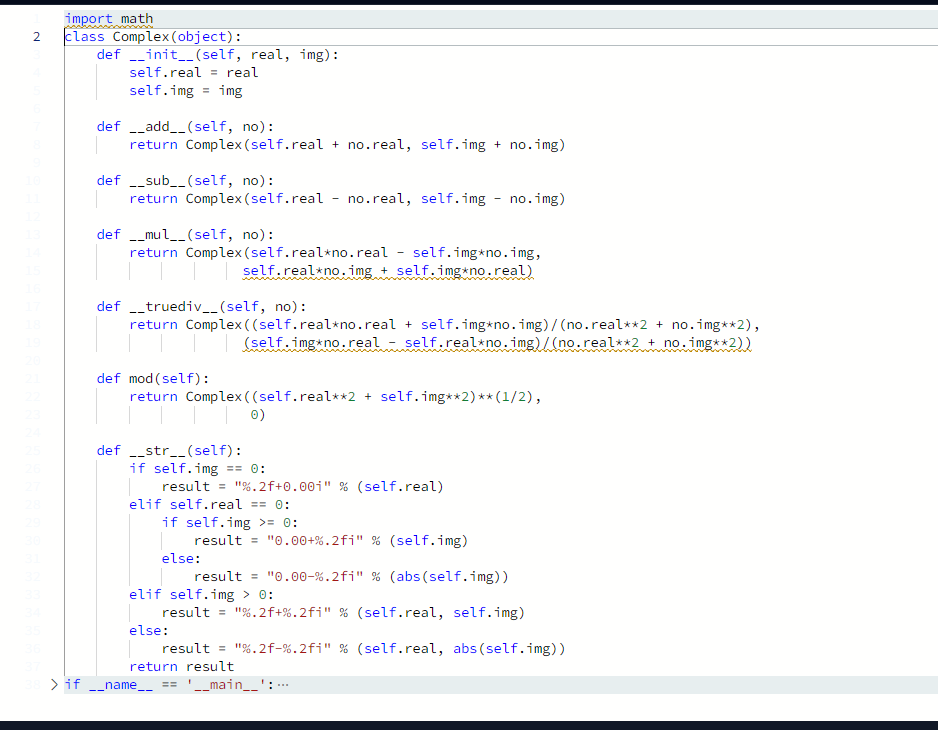 import math
2 class Complex(object):
    def __init__(self, real, img):
        self.real = real
        self.img = img

    def __add__(self, no):
        return Complex(self.real + no.real, self.img + no.img)

    def __sub__(self, no):
        return Complex(self.real - no.real, self.img - no.img)

    def __mul__(self, no):
        return Complex(self.real*no.real - self.img*no.img,
                       self.real*no.img + self.img*no.real)

    def __truediv__(self, no):
        return Complex((self.real*no.real + self.img*no.img)/(no.real**2 + no.img**2),
                       (self.img*no.real - self.real*no.img)/(no.real**2 + no.img**2))

    def mod(self):
        return Complex((self.real**2 + self.img**2)**(1/2),
                       0)

    def __str__(self):
        if self.img == 0:
            result = "%.2f+0.00i" % (self.real)
        elif self.real == 0:
            if self.img >= 0:
                result = "0.00+%.2fi" % (self.img)
            else:
                result = "0.00-%.2fi" % (abs(self.img))
        elif self.img > 0:
            result = "%.2f+%.2fi" % (self.real, self.img)
        else:
            result = "%.2f-%.2fi" % (self.real, abs(self.img))
        return result
if __name__ == '__main__':⋯